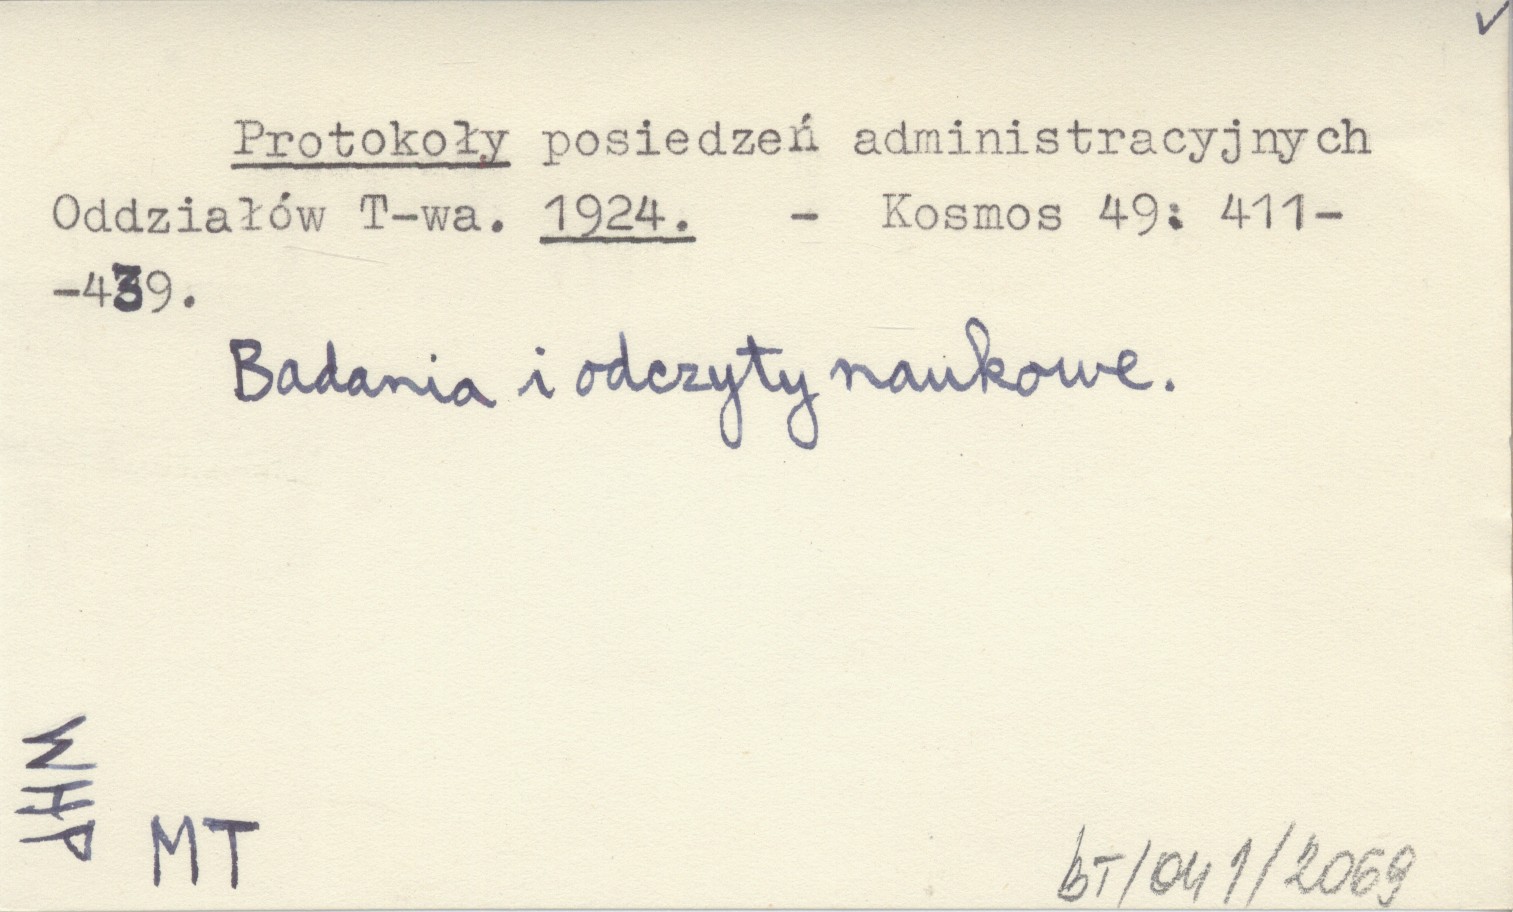 Protokoły posiedzeń administracyjnych
Oddziałów T-wa. 1924. - Kosmos 49: 411-
-439.
Badania i odczyty naukowe.
WHP
MT
bT/041/2069